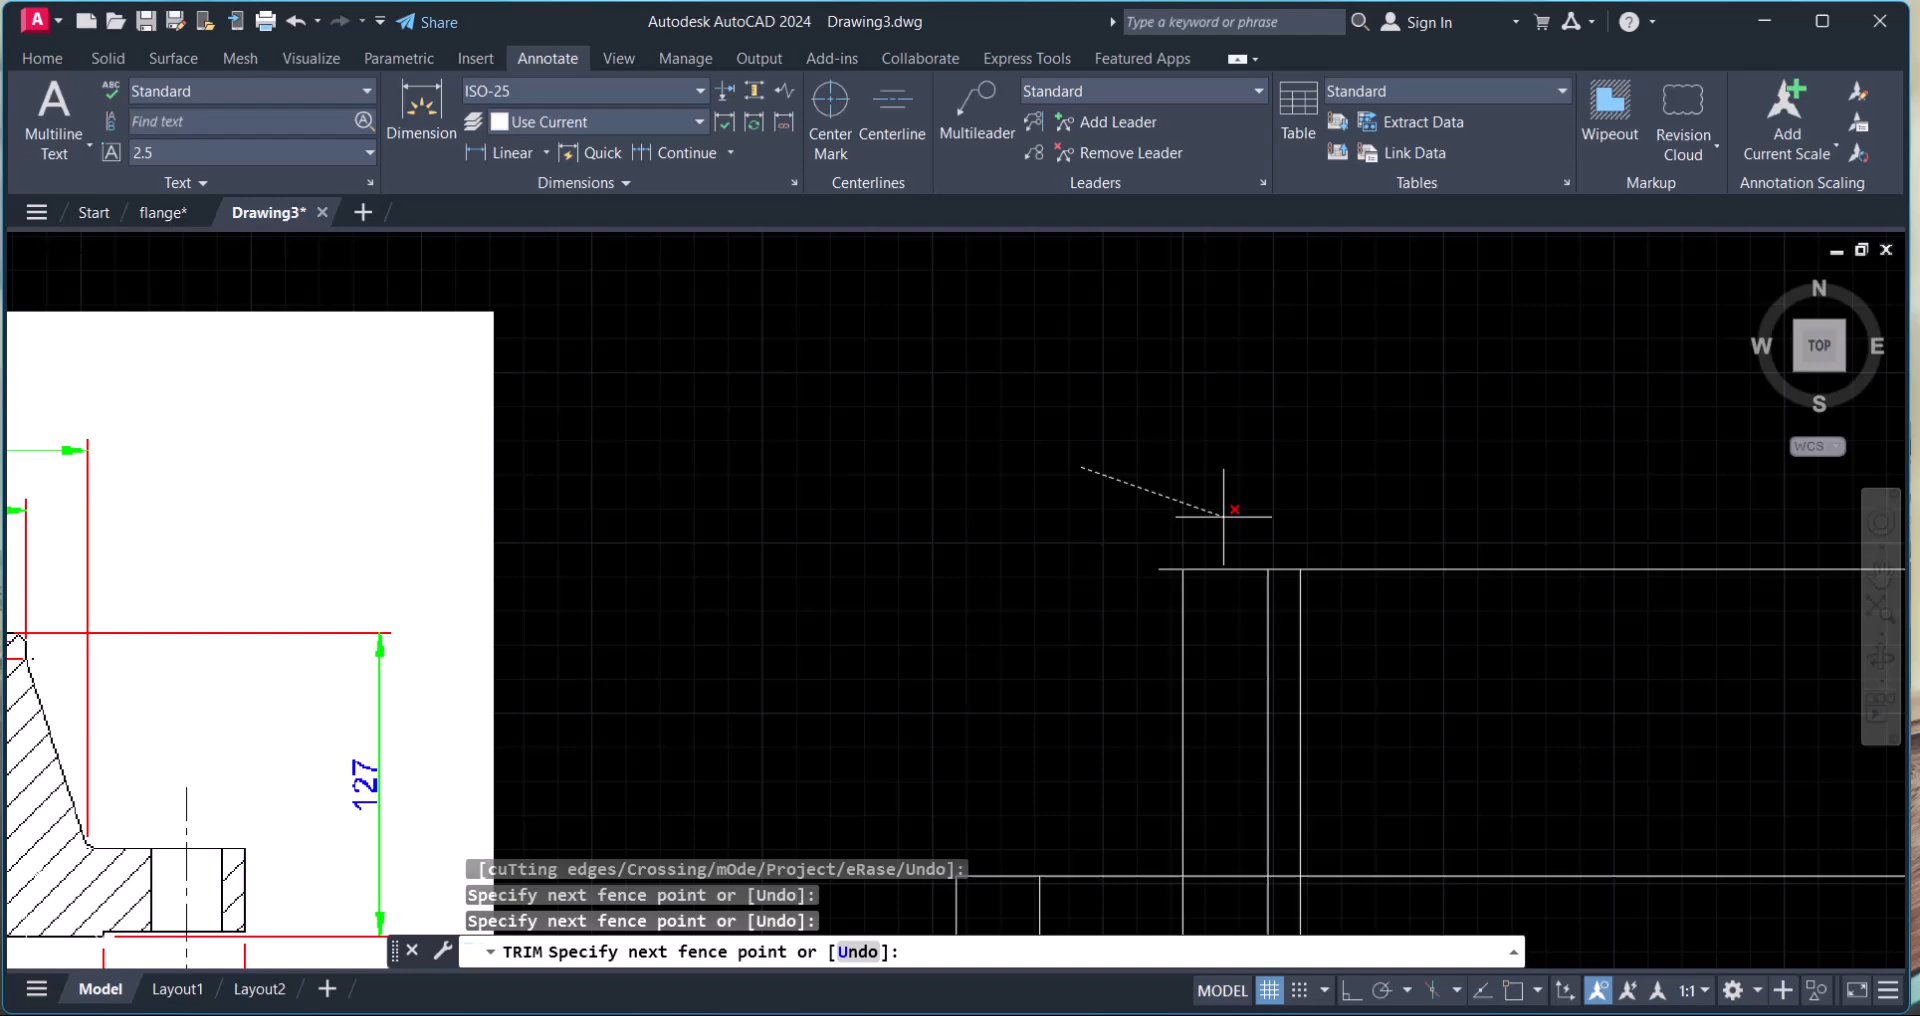 A Share Autodesk AutoCAD 2024 Drawing3.dwg Type a keyword or phrase Sign In
Home Solid Surface Mesh Visualize Parametric Insert Annotate View Manage Output Add-ins Collaborate Express Tools Featured Apps
ABC Standard ISO-25 Standard Standard
Find text Use Current Add Leader Extract Data
Multiline Text Dimension Center Mark Centerline Multileader Table Wipeout Revision Cloud Add Current Scale
2.5 Linear Quick Continue Remove Leader Link Data
Text Dimensions Centerlines Leaders Tables Markup Annotation Scaling
Start flange* Drawing3*
N
W TOP E
S
WCS
127
[cuTting edges/Crossing/mOde/Project/eRase/Undo]:
Specify next fence point or [Undo]:
Specify next fence point or [Undo]:
TRIM Specify next fence point or [Undo]:
Model Layout1 Layout2 MODEL 1:1